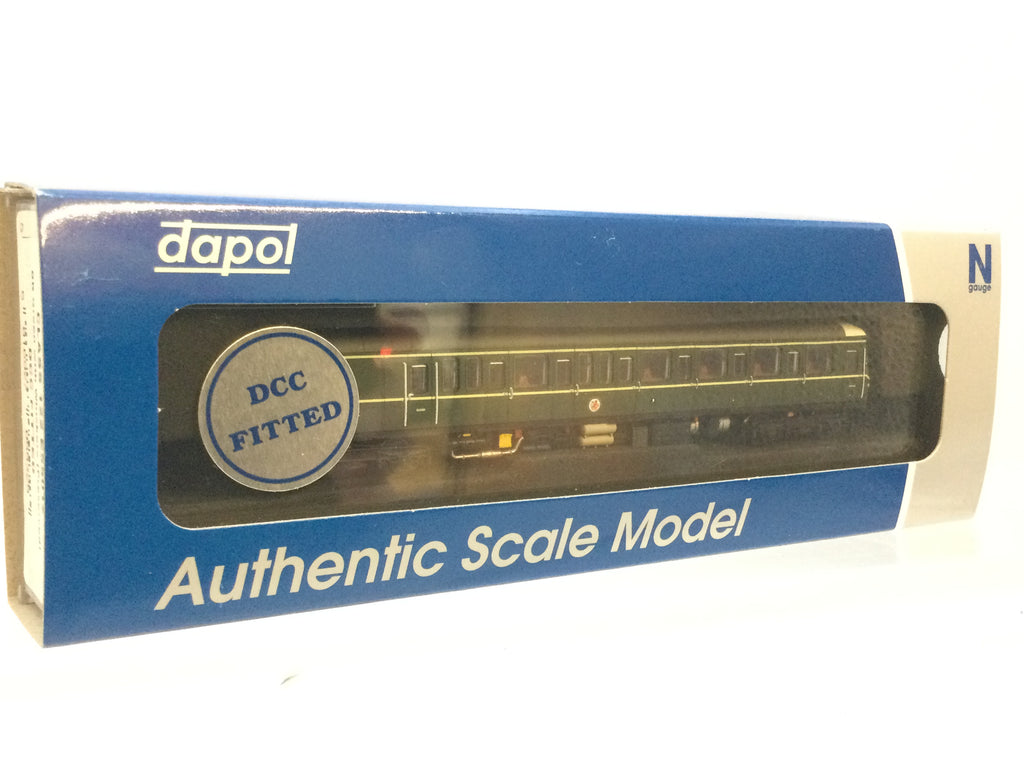 dapol
N
gauge
DCC
FITTED
Authentic Scale Model